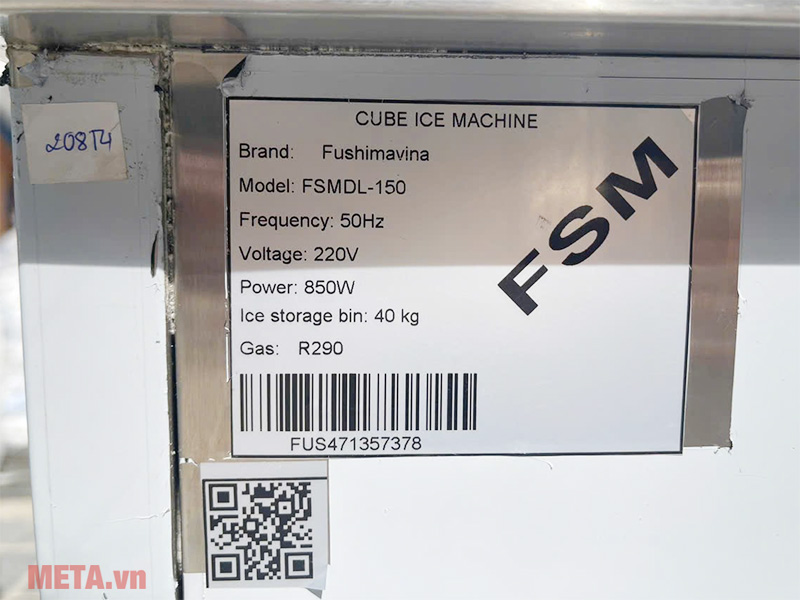 208T4
CUBE ICE MACHINE
Brand: Fushimavina
Model: FSMDL-150
Frequency: 50Hz
Voltage: 220V
Power: 850W
Ice storage bin: 40 kg
Gas: R290
FSM
FUS471357378
META.vn